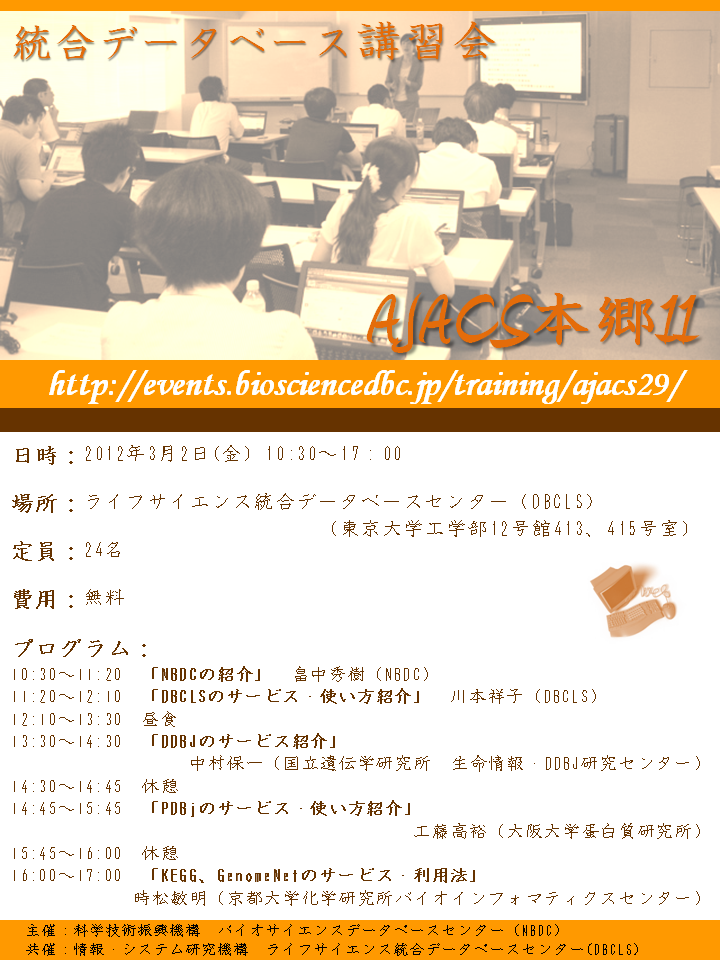 統合データベース講習会
AJACS本郷11
http://events.biosciencedbc.jp/training/ajacs29/
日時：2012年3月2日(金) 10:30～17：00
場所：ライフサイエンス統合データベースセンター（DBCLS）
（東京大学工学部12号館413、415号室）
定員：24名
費用：無料
プログラム：
10:30～11:20 「NBDCの紹介」 畠中秀樹（NBDC）
11:20～12:10 「DBCLSのサービス・使い方紹介」 川本祥子（DBCLS）
12:10～13:30 昼食
13:30～14:30 「DDBJのサービス紹介」
中村保一（国立遺伝学研究所 生命情報・DDBJ研究センター）
14:30～14:45 休憩
14:45～15:45 「PDBjのサービス・使い方紹介」
工藤高裕（大阪大学蛋白質研究所）
15:45～16:00 休憩
16:00～17:00 「KEGG、GenomeNetのサービス・利用法」
時松敏明（京都大学化学研究所バイオインフォマティクスセンター）
主催：科学技術振興機構 バイオサイエンスデータベースセンター（NBDC）
共催：情報・システム研究機構 ライフサイエンス統合データベースセンター(DBCLS)